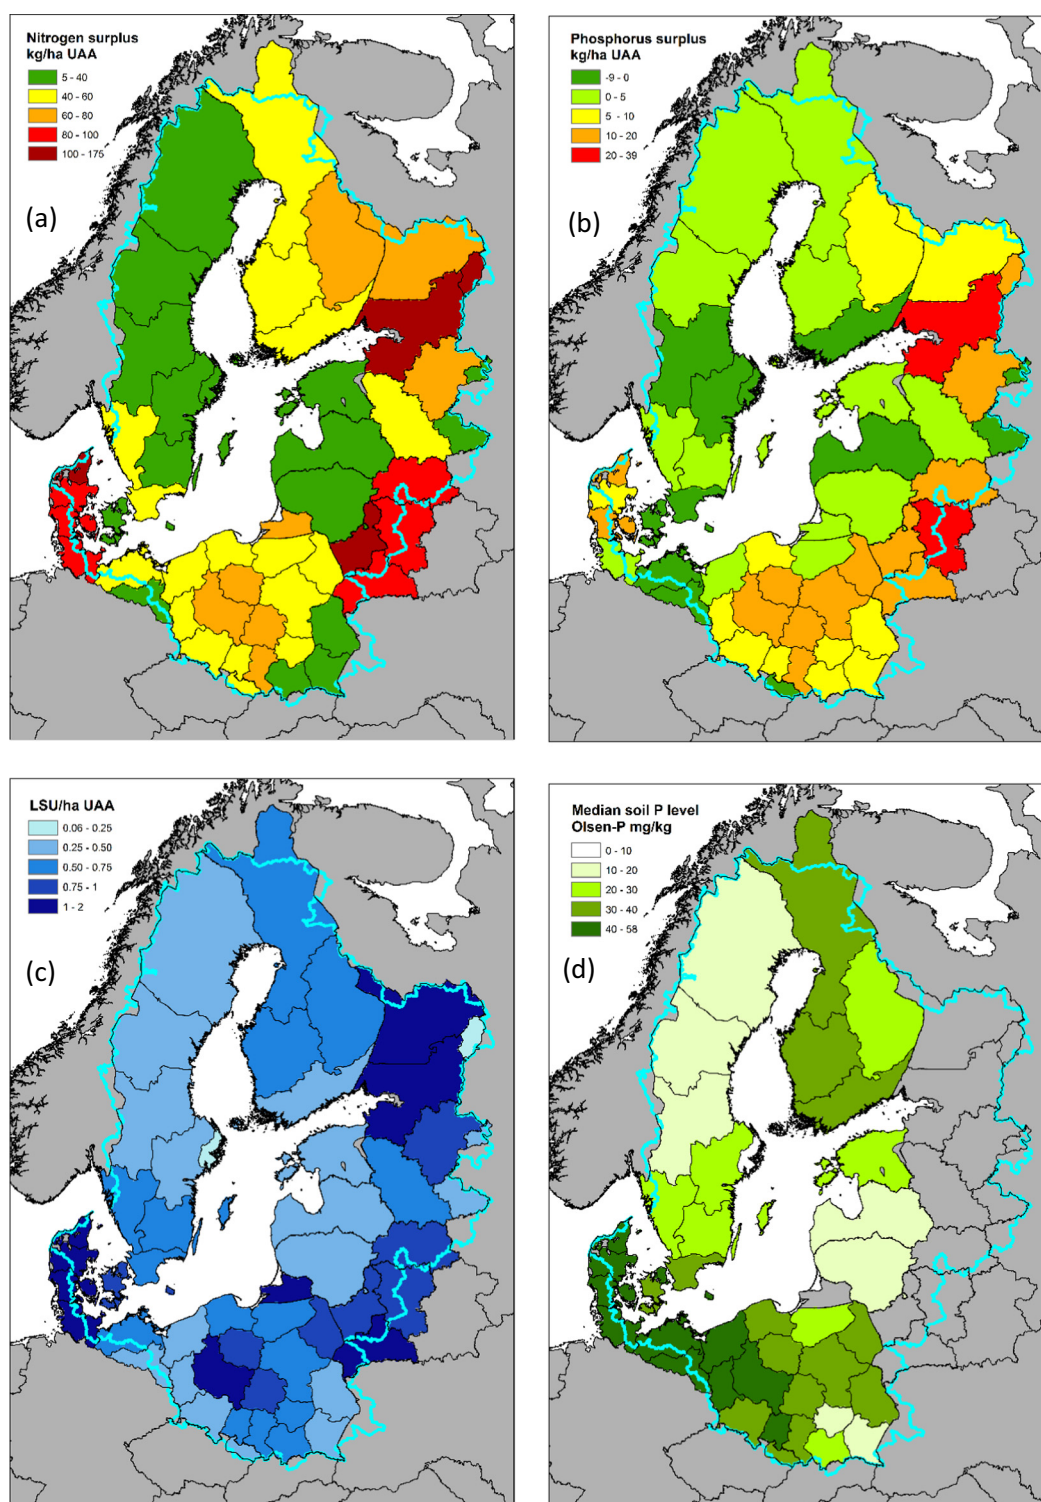 Nitrogen surplus
kg/ha UAA
5 - 40
40 - 60
60 - 80
80 - 100
100 - 175
(a)
Phosphorus surplus
kg/ha UAA
-9 - 0
0 - 5
5 - 10
10 - 20
20 - 39
(b)
LSU/ha UAA
0.06 - 0.25
0.25 - 0.50
0.50 - 0.75
0.75 - 1
1 - 2
(c)
Median soil P level
Olsen-P mg/kg
0 - 10
10 - 20
20 - 30
30 - 40
40 - 58
(d)